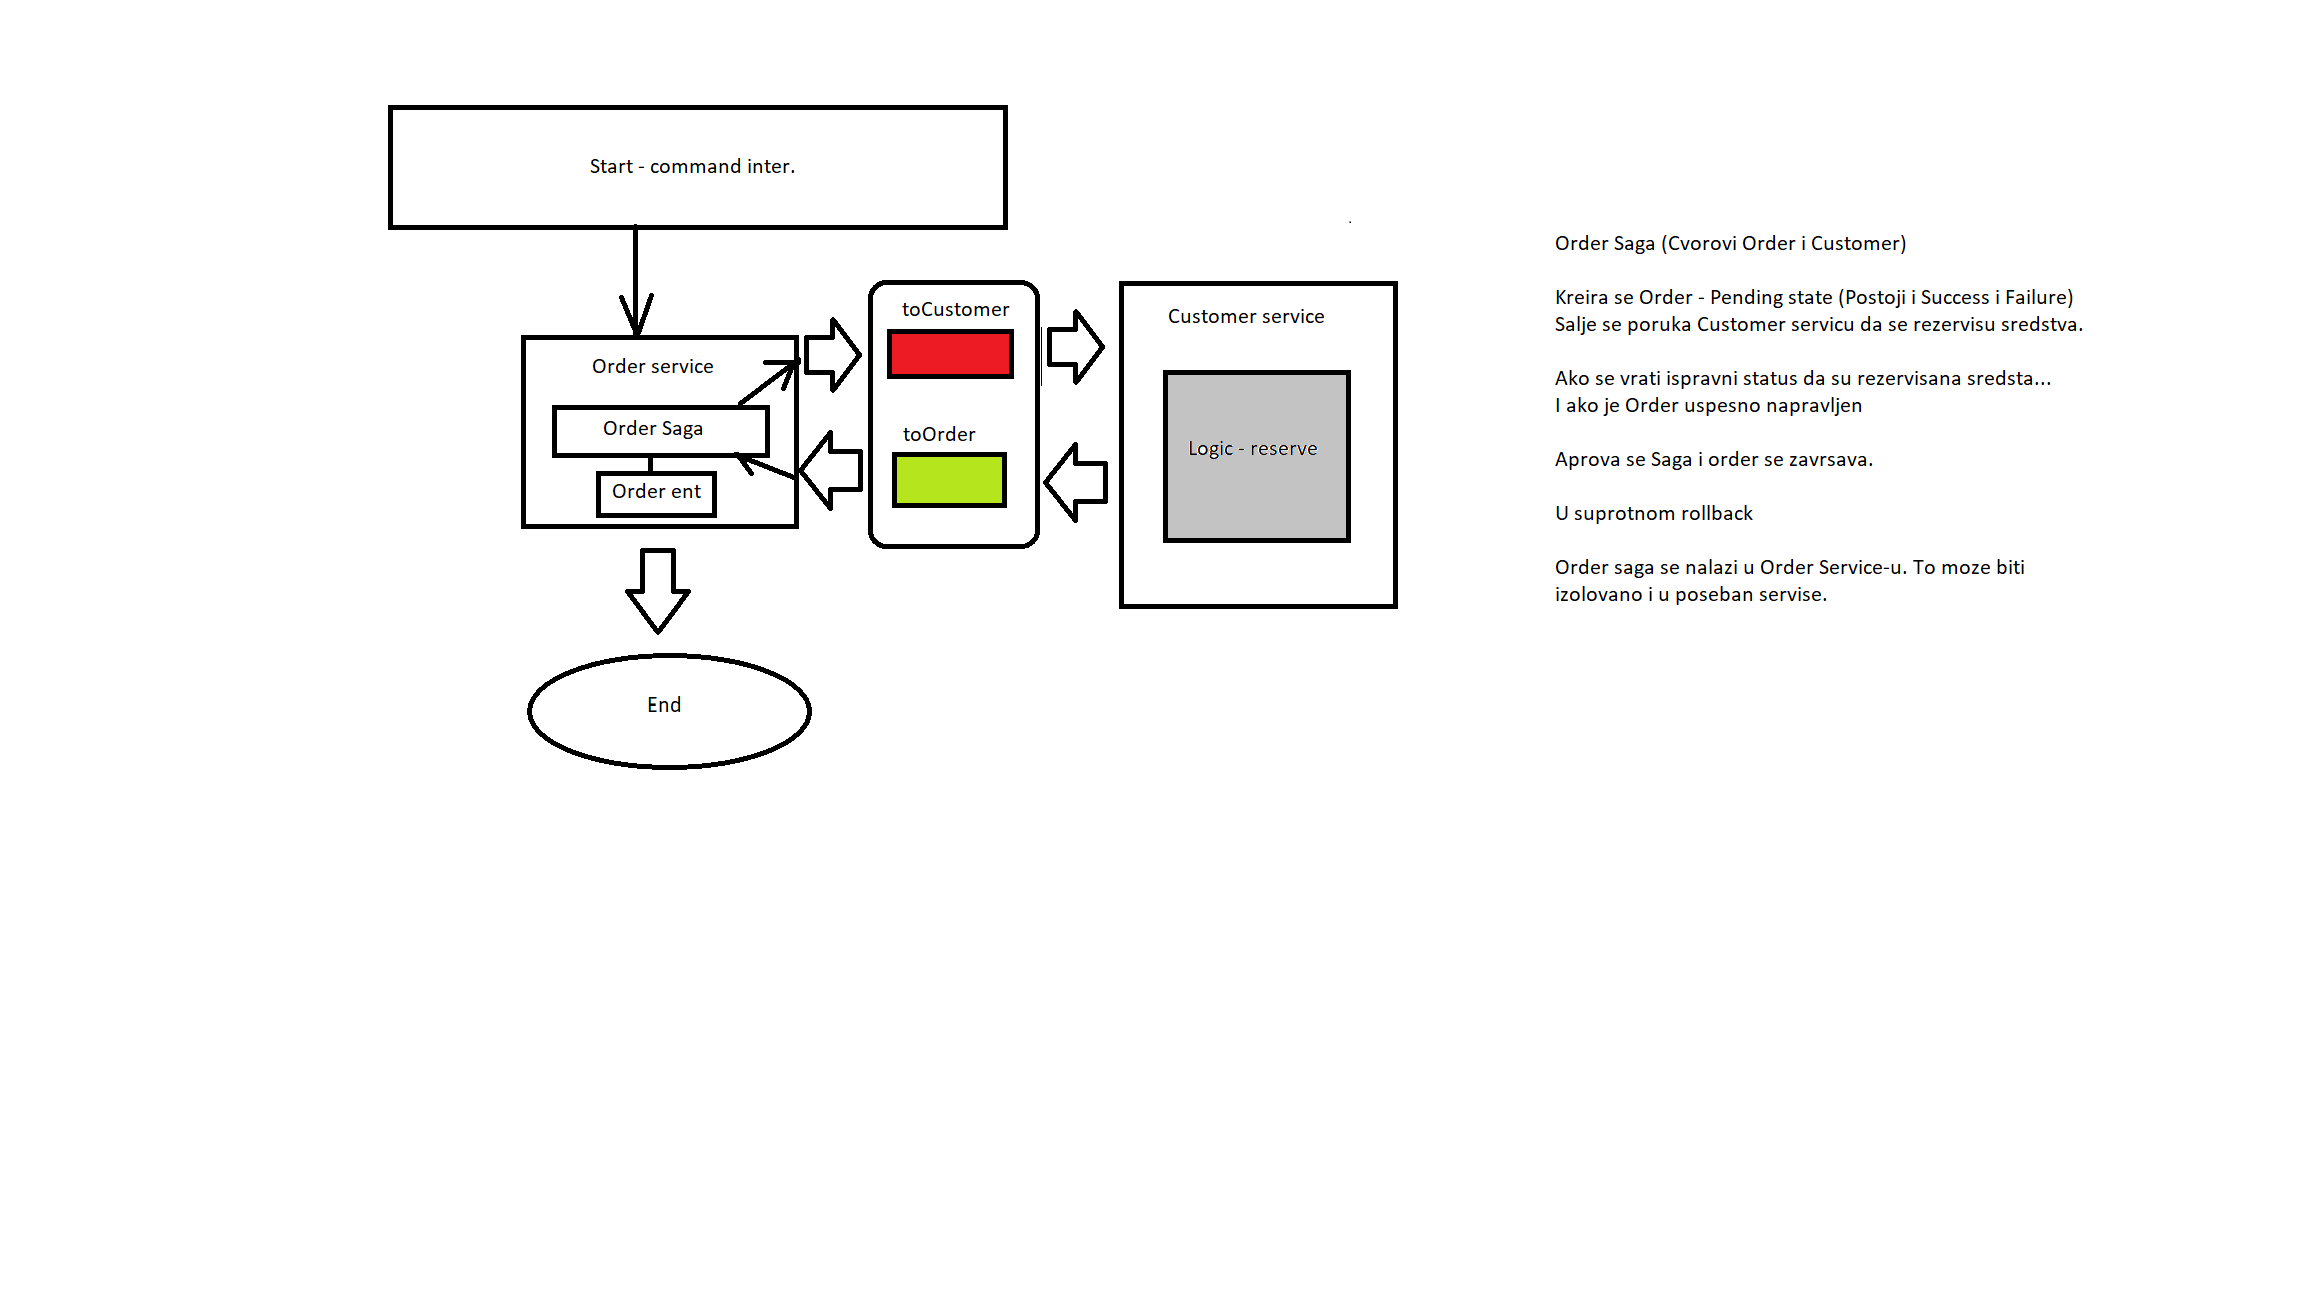 Start - command inter.
Order service
Order Saga
Order ent
toCustomer
toOrder
Customer service
Logic - reserve
End
Order Saga (Cvorovi Order i Customer)
Kreira se Order - Pending state (Postoji i Success i Failure)
Salje se poruka Customer servicu da se rezervisu sredstva.
Ako se vrati ispravni status da su rezervisana sredsta...
I ako je Order uspesno napravljen
Aprova se Saga i order se zavrsava.
U suprotnom rollback
Order saga se nalazi u Order Service-u. To moze biti
izolovano i u poseban servise.